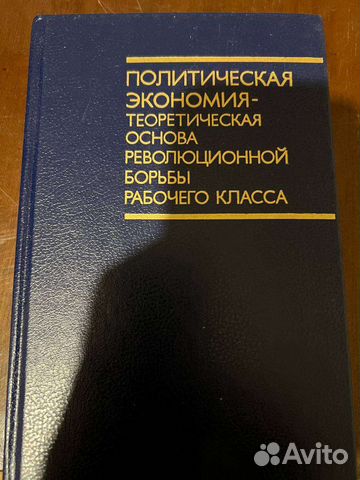 ПОЛИТИЧЕСКАЯ
ЭКОНОМИЯ-
ТЕОРЕТИЧЕСКАЯ
ОСНОВА
РЕВОЛЮЦИОННОЙ
БОРЬБЫ
РАБОЧЕГО КЛАССА
Avito